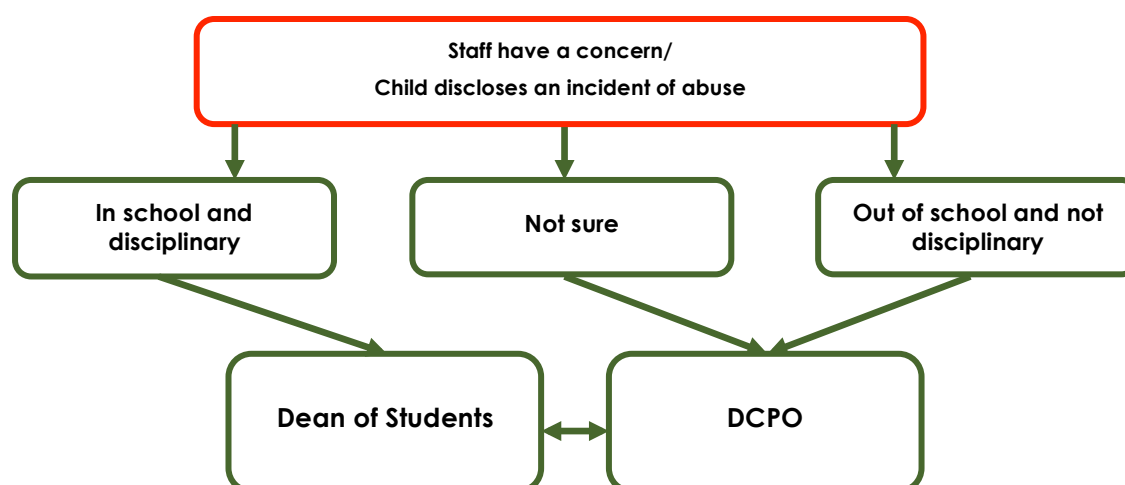 Staff have a concern/
Child discloses an incident of abuse
In school and
disciplinary
Not sure
Out of school and not
disciplinary
Dean of Students
DCPO